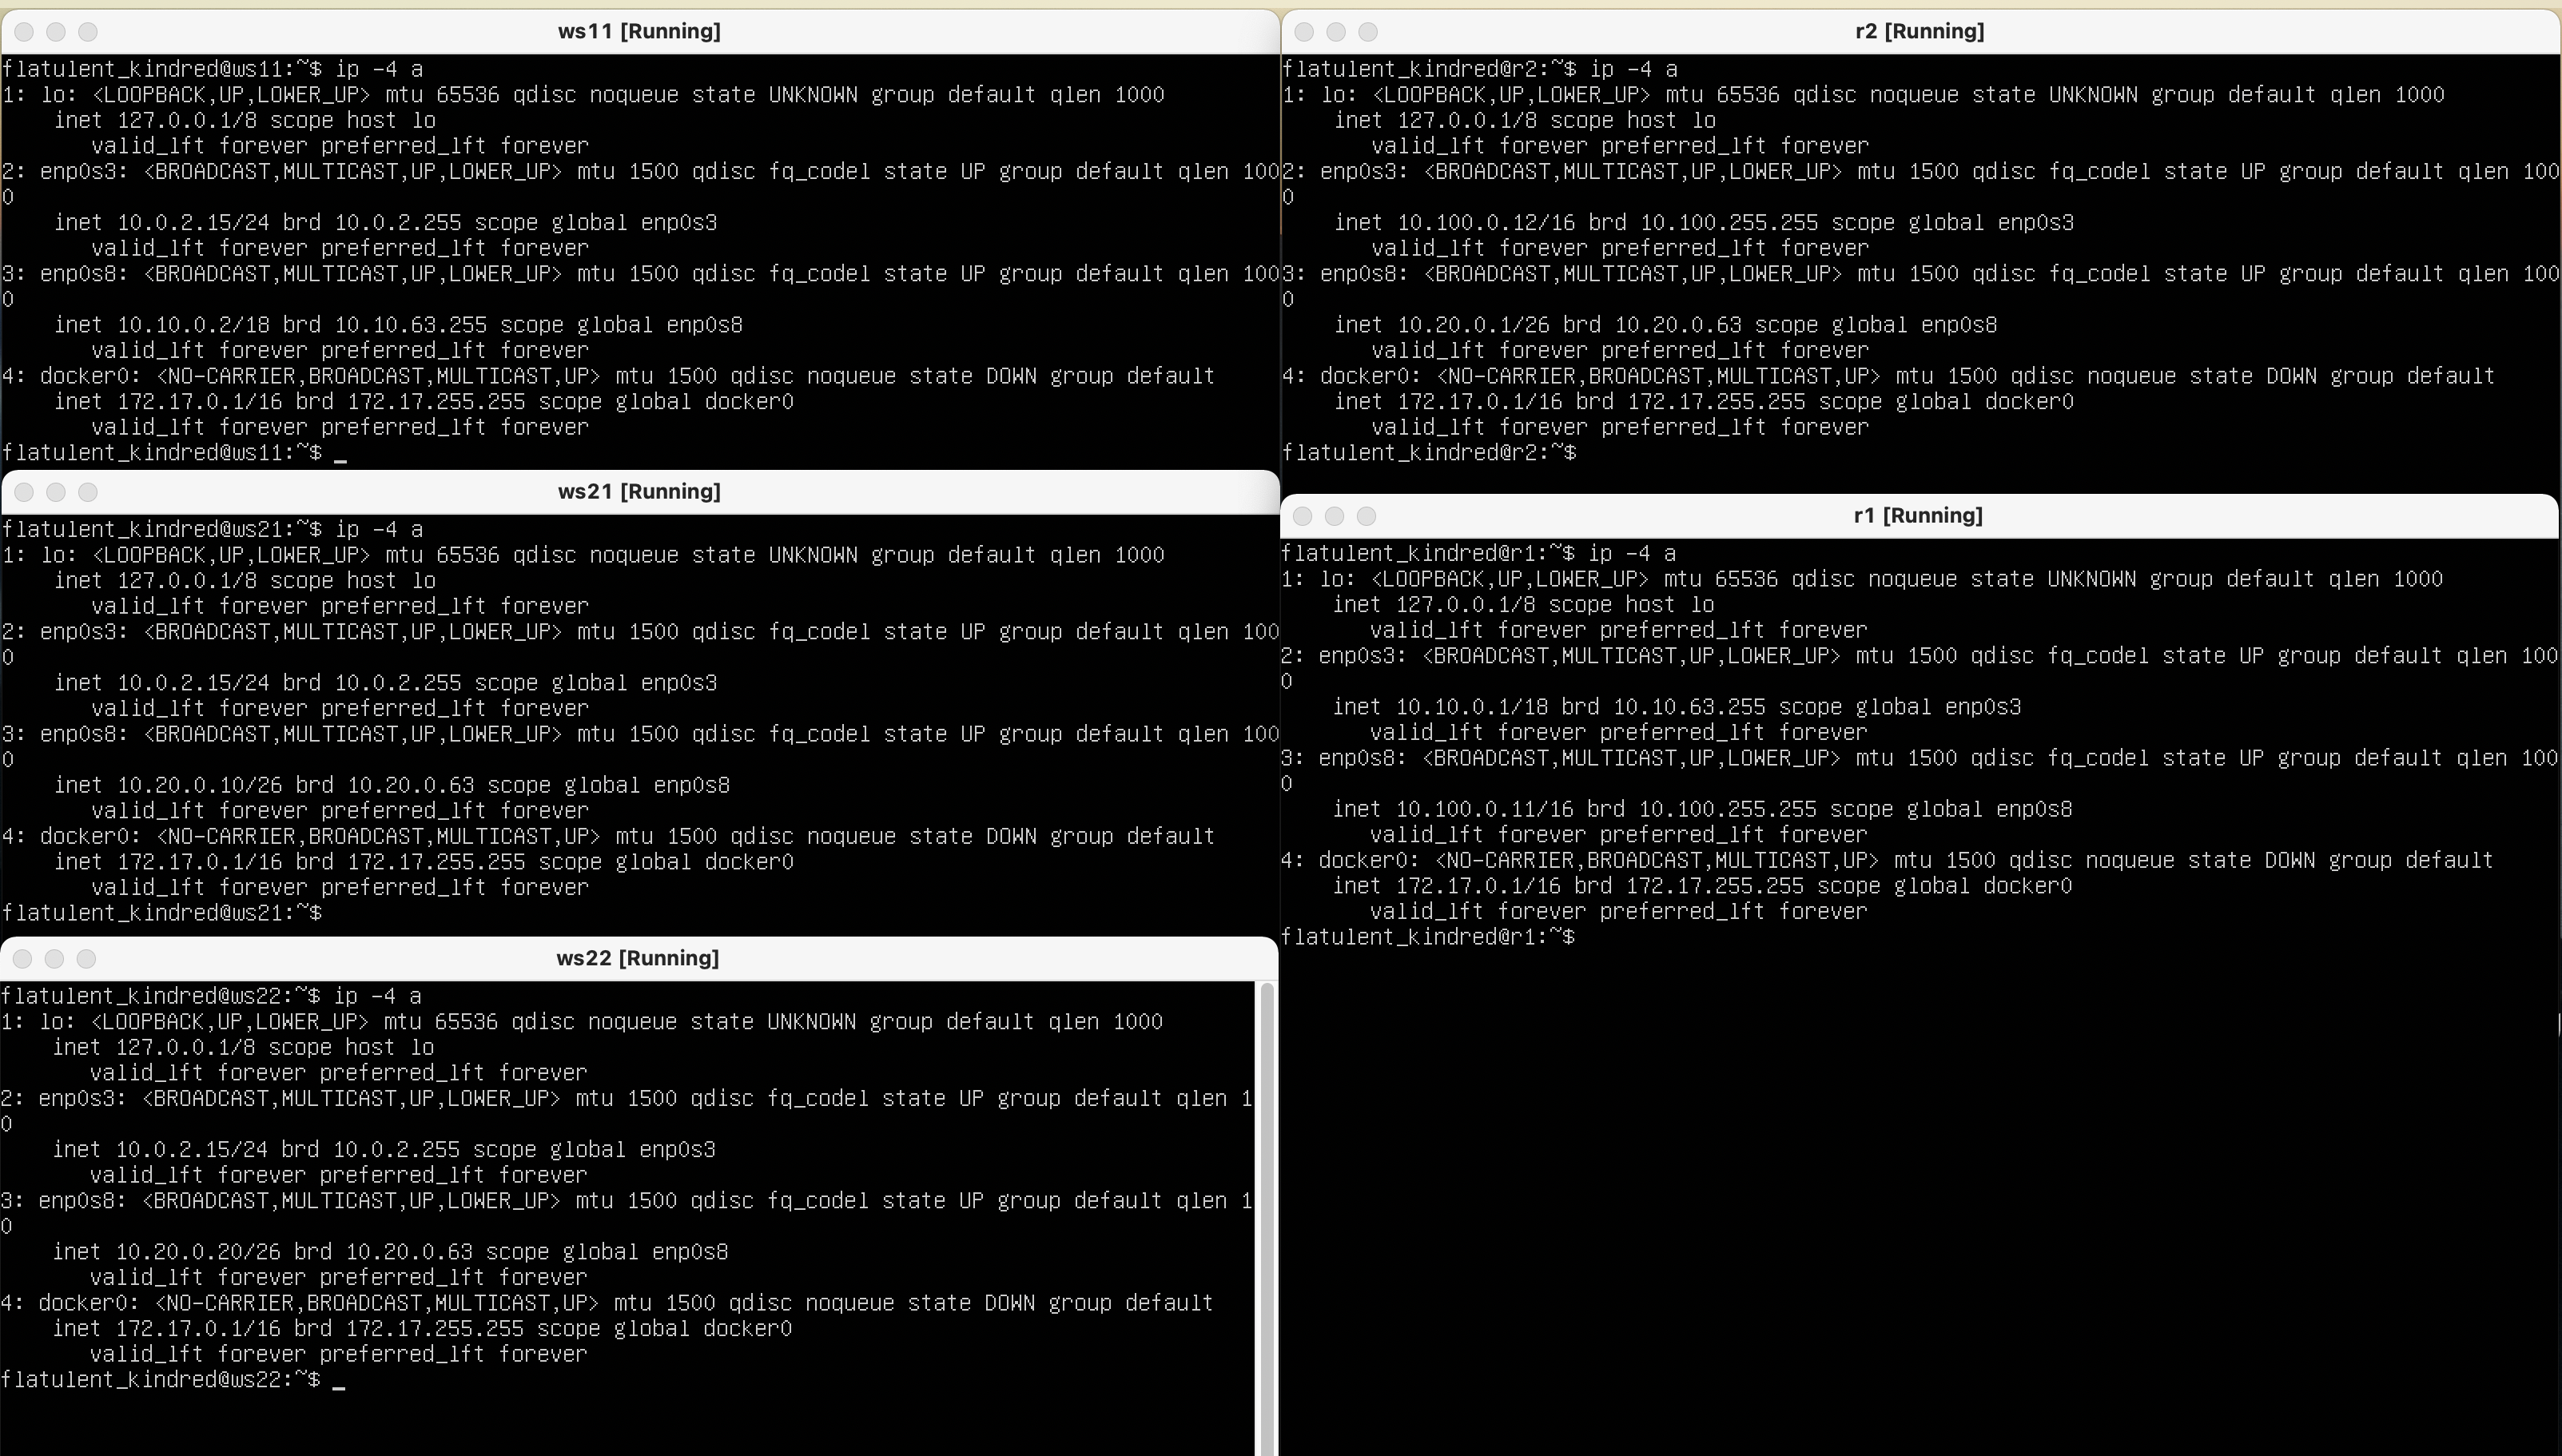 ws11 [Running]
flatulent_kindred@ws11:~$ ip -4 a
1: lo: <LOOPBACK,UP,LOWER_UP> mtu 65536 qdisc noqueue state UNKNOWN group default qlen 1000
    inet 127.0.0.1/8 scope host lo
       valid_lft forever preferred_lft forever
2: enp0s3: <BROADCAST,MULTICAST,UP,LOWER_UP> mtu 1500 qdisc fq_codel state UP group default qlen 100
0
    inet 10.0.2.15/24 brd 10.0.2.255 scope global enp0s3
       valid_lft forever preferred_lft forever
3: enp0s8: <BROADCAST,MULTICAST,UP,LOWER_UP> mtu 1500 qdisc fq_codel state UP group default qlen 100
0
    inet 10.10.0.2/18 brd 10.10.63.255 scope global enp0s8
       valid_lft forever preferred_lft forever
4: docker0: <NO-CARRIER,BROADCAST,MULTICAST,UP> mtu 1500 qdisc noqueue state DOWN group default
    inet 172.17.0.1/16 brd 172.17.255.255 scope global docker0
       valid_lft forever preferred_lft forever
flatulent_kindred@ws11:~$ _
ws21 [Running]
flatulent_kindred@ws21:~$ ip -4 a
1: lo: <LOOPBACK,UP,LOWER_UP> mtu 65536 qdisc noqueue state UNKNOWN group default qlen 1000
    inet 127.0.0.1/8 scope host lo
       valid_lft forever preferred_lft forever
2: enp0s3: <BROADCAST,MULTICAST,UP,LOWER_UP> mtu 1500 qdisc fq_codel state UP group default qlen 100
0
    inet 10.0.2.15/24 brd 10.0.2.255 scope global enp0s3
       valid_lft forever preferred_lft forever
3: enp0s8: <BROADCAST,MULTICAST,UP,LOWER_UP> mtu 1500 qdisc fq_codel state UP group default qlen 100
0
    inet 10.20.0.10/26 brd 10.20.0.63 scope global enp0s8
       valid_lft forever preferred_lft forever
4: docker0: <NO-CARRIER,BROADCAST,MULTICAST,UP> mtu 1500 qdisc noqueue state DOWN group default
    inet 172.17.0.1/16 brd 172.17.255.255 scope global docker0
       valid_lft forever preferred_lft forever
flatulent_kindred@ws21:~$
ws22 [Running]
flatulent_kindred@ws22:~$ ip -4 a
1: lo: <LOOPBACK,UP,LOWER_UP> mtu 65536 qdisc noqueue state UNKNOWN group default qlen 1000
    inet 127.0.0.1/8 scope host lo
       valid_lft forever preferred_lft forever
2: enp0s3: <BROADCAST,MULTICAST,UP,LOWER_UP> mtu 1500 qdisc fq_codel state UP group default qlen 1
0
    inet 10.0.2.15/24 brd 10.0.2.255 scope global enp0s3
       valid_lft forever preferred_lft forever
3: enp0s8: <BROADCAST,MULTICAST,UP,LOWER_UP> mtu 1500 qdisc fq_codel state UP group default qlen 1
0
    inet 10.20.0.20/26 brd 10.20.0.63 scope global enp0s8
       valid_lft forever preferred_lft forever
4: docker0: <NO-CARRIER,BROADCAST,MULTICAST,UP> mtu 1500 qdisc noqueue state DOWN group default
    inet 172.17.0.1/16 brd 172.17.255.255 scope global docker0
       valid_lft forever preferred_lft forever
flatulent_kindred@ws22:~$ _
r2 [Running]
flatulent_kindred@r2:~$ ip -4 a
1: lo: <LOOPBACK,UP,LOWER_UP> mtu 65536 qdisc noqueue state UNKNOWN group default qlen 1000
    inet 127.0.0.1/8 scope host lo
       valid_lft forever preferred_lft forever
2: enp0s3: <BROADCAST,MULTICAST,UP,LOWER_UP> mtu 1500 qdisc fq_codel state UP group default qlen 100
0
    inet 10.100.0.12/16 brd 10.100.255.255 scope global enp0s3
       valid_lft forever preferred_lft forever
3: enp0s8: <BROADCAST,MULTICAST,UP,LOWER_UP> mtu 1500 qdisc fq_codel state UP group default qlen 100
0
    inet 10.20.0.1/26 brd 10.20.0.63 scope global enp0s8
       valid_lft forever preferred_lft forever
4: docker0: <NO-CARRIER,BROADCAST,MULTICAST,UP> mtu 1500 qdisc noqueue state DOWN group default
    inet 172.17.0.1/16 brd 172.17.255.255 scope global docker0
       valid_lft forever preferred_lft forever
flatulent_kindred@r2:~$
r1 [Running]
flatulent_kindred@r1:~$ ip -4 a
1: lo: <LOOPBACK,UP,LOWER_UP> mtu 65536 qdisc noqueue state UNKNOWN group default qlen 1000
    inet 127.0.0.1/8 scope host lo
       valid_lft forever preferred_lft forever
2: enp0s3: <BROADCAST,MULTICAST,UP,LOWER_UP> mtu 1500 qdisc fq_codel state UP group default qlen 100
0
    inet 10.10.0.1/18 brd 10.10.63.255 scope global enp0s3
       valid_lft forever preferred_lft forever
3: enp0s8: <BROADCAST,MULTICAST,UP,LOWER_UP> mtu 1500 qdisc fq_codel state UP group default qlen 100
0
    inet 10.100.0.11/16 brd 10.100.255.255 scope global enp0s8
       valid_lft forever preferred_lft forever
4: docker0: <NO-CARRIER,BROADCAST,MULTICAST,UP> mtu 1500 qdisc noqueue state DOWN group default
    inet 172.17.0.1/16 brd 172.17.255.255 scope global docker0
       valid_lft forever preferred_lft forever
flatulent_kindred@r1:~$